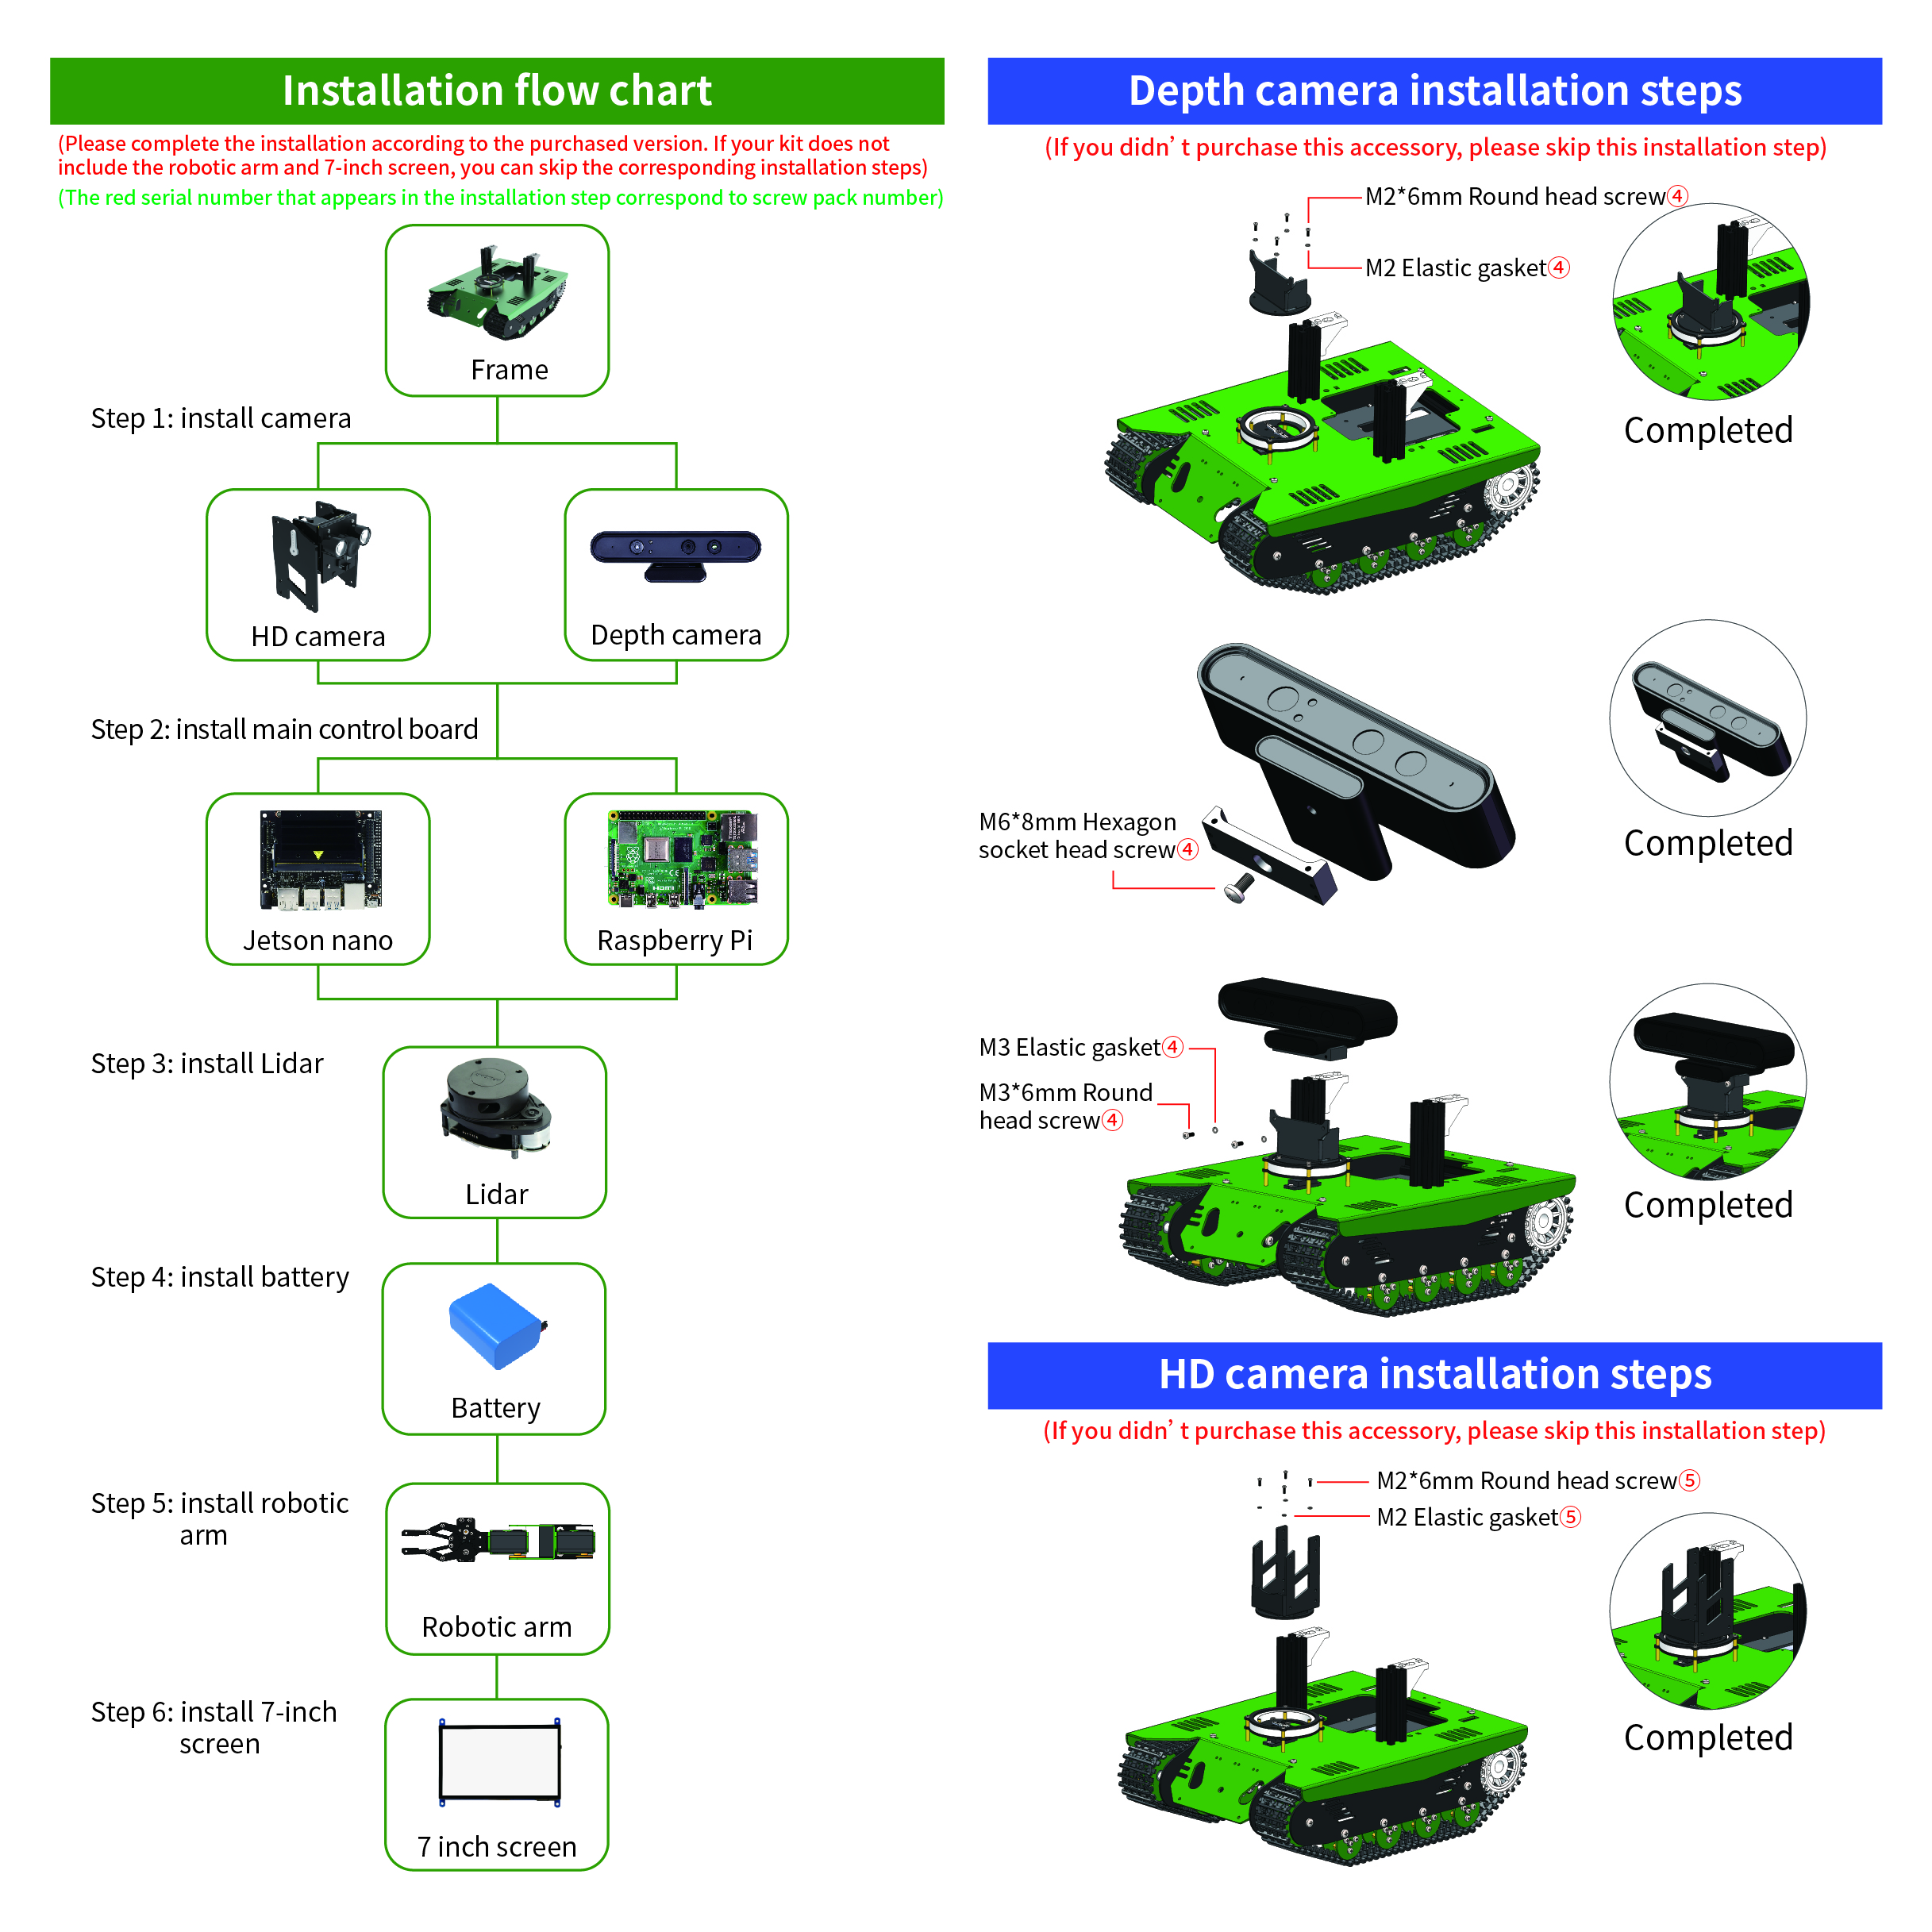 Installation flow chart
(Please complete the installation according to the purchased version. If your kit does not
include the robotic arm and 7-inch screen, you can skip the corresponding installation steps)
(The red serial number that appears in the installation step correspond to screw pack number)
Frame
Step 1: install camera
HD camera
Depth camera
Step 2: install main control board
Jetson nano
Raspberry Pi
Step 3: install Lidar
Lidar
Step 4: install battery
Battery
Step 5: install robotic
arm
Robotic arm
Step 6: install 7-inch
screen
7 inch screen
Depth camera installation steps
(If you didn’ t purchase this accessory, please skip this installation step)
M2*6mm Round head screw④
M2 Elastic gasket④
Completed
M6*8mm Hexagon
socket head screw④
Completed
M3 Elastic gasket④
M3*6mm Round
head screw④
Completed
HD camera installation steps
(If you didn’ t purchase this accessory, please skip this installation step)
M2*6mm Round head screw⑤
M2 Elastic gasket⑤
Completed